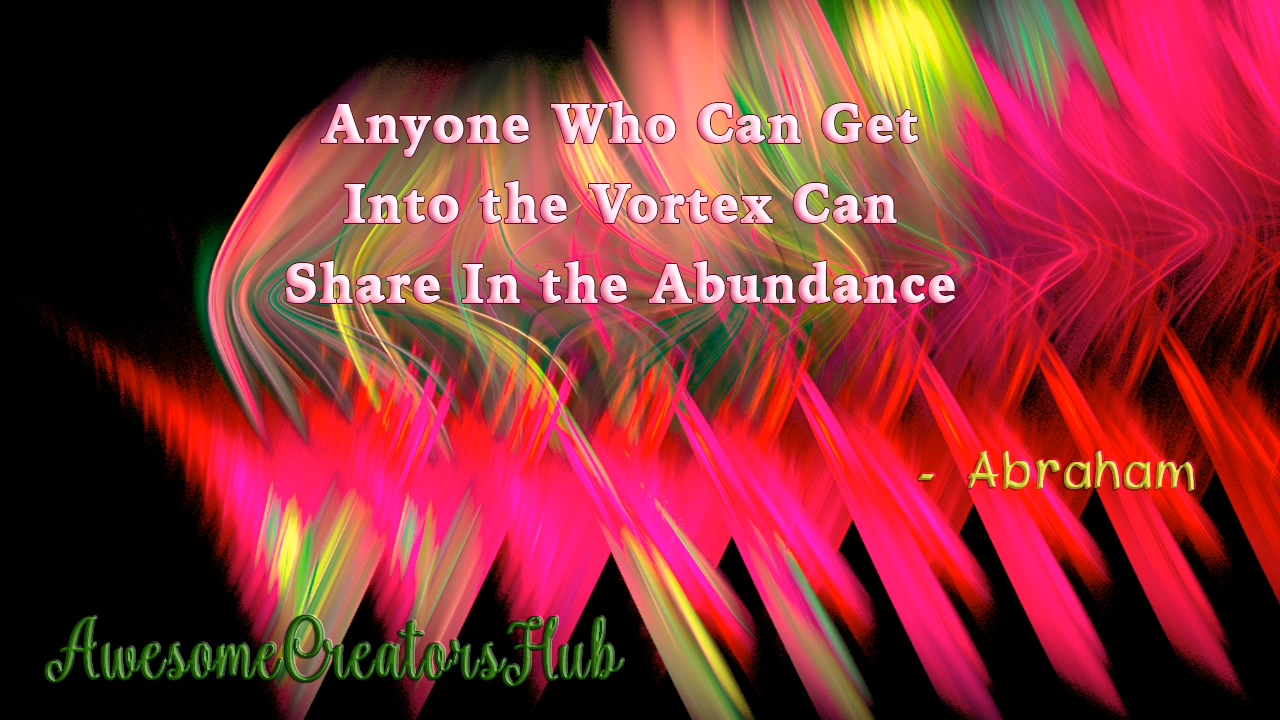 Anyone Who Can Get
Into the Vortex Can
Share In the Abundance
- Abraham
AwesomeCreatorsHub